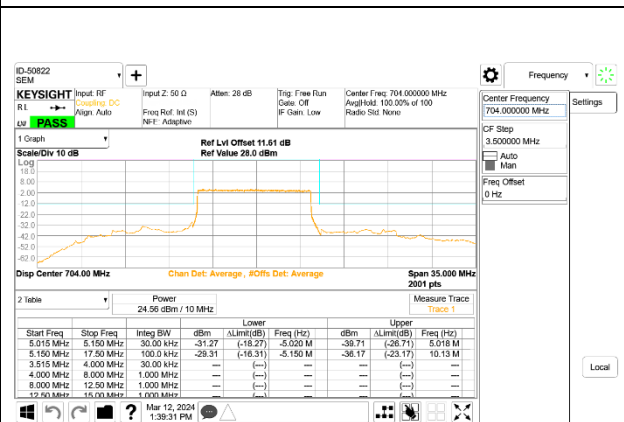 ID-50822
SEM
Frequency
KEYSIGHT
Input: RF
Coupling: DC
Align: Auto
Input Z: 50 Ω
Freq Ref: Int (S)
NFE: Adaptive
Atten: 28 dB
Trig: Free Run
Gate: Off
IF Gain: Low
Center Freq: 704.000000 MHz
Avg|Hold: 100.00% of 100
Radio Std: None
R L
PASS
Center Frequency
704.000000 MHz
Settings
CF Step
3.500000 MHz
Auto
Man
Freq Offset
0 Hz
1 Graph
Scale/Div 10 dB
Ref Lvl Offset 11.61 dB
Ref Value 28.0 dBm
Log
18.0
8.00
2.00
-12.0
-22.0
-32.0
-42.0
-52.0
-62.0
Disp Center 704.00 MHz
Chan Det: Average , #Offs Det: Average
Span 35.000 MHz
2001 pts
2 Table
Power
24.56 dBm / 10 MHz
Measure Trace
Trace 1
Lower Upper
Start Freq Stop Freq Integ BW dBm ΔLimit(dB) Freq (Hz) dBm ΔLimit(dB) Freq (Hz)
5.015 MHz 5.150 MHz 30.00 kHz -31.27 (-18.27) -5.020 M -39.71 (-26.71) 5.018 M
5.150 MHz 17.50 MHz 100.0 kHz -29.31 (-16.31) -5.150 M -36.17 (-23.17) 10.13 M
3.515 MHz 4.000 MHz 30.00 kHz --- (---) --- --- (---) ---
4.000 MHz 8.000 MHz 1.000 MHz --- (---) --- --- (---) ---
8.000 MHz 12.50 MHz 1.000 MHz --- (---) --- --- (---) ---
12.50 MHz 15.00 MHz 1.000 MHz --- (---) --- --- (---) ---
Local
?
Mar 12, 2024
1:39:31 PM